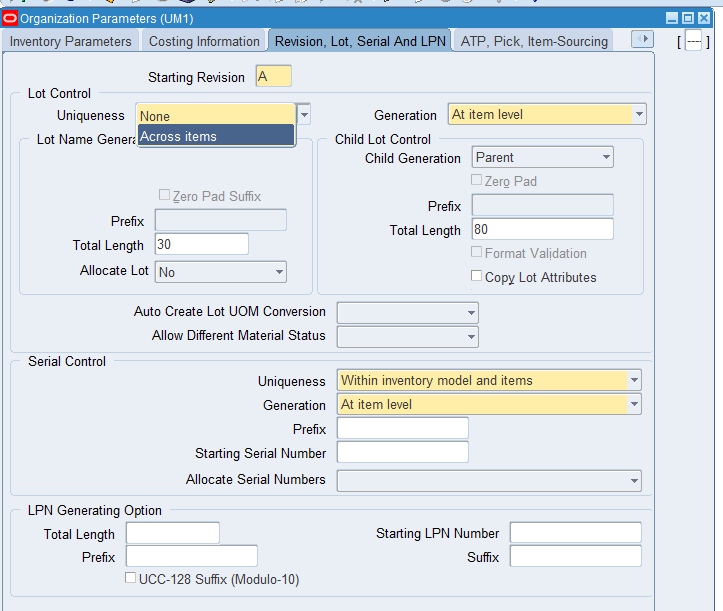 Organization Parameters (UM1)
Inventory Parameters Costing Information Revision, Lot, Serial And LPN ATP, Pick, Item-Sourcing [ ]
Starting Revision A
Lot Control
Uniqueness None Generation At item level
Across items
Lot Name Genera Child Lot Control
Child Generation Parent
Zero Pad
Zero Pad Suffix
Prefix Prefix
Total Length 30 Total Length 80
Format Validation
Allocate Lot No Copy Lot Attributes
Auto Create Lot UOM Conversion
Allow Different Material Status
Serial Control
Uniqueness Within inventory model and items
Generation At item level
Prefix
Starting Serial Number
Allocate Serial Numbers
LPN Generating Option
Total Length Starting LPN Number
Prefix Suffix
UCC-128 Suffix (Modulo-10)